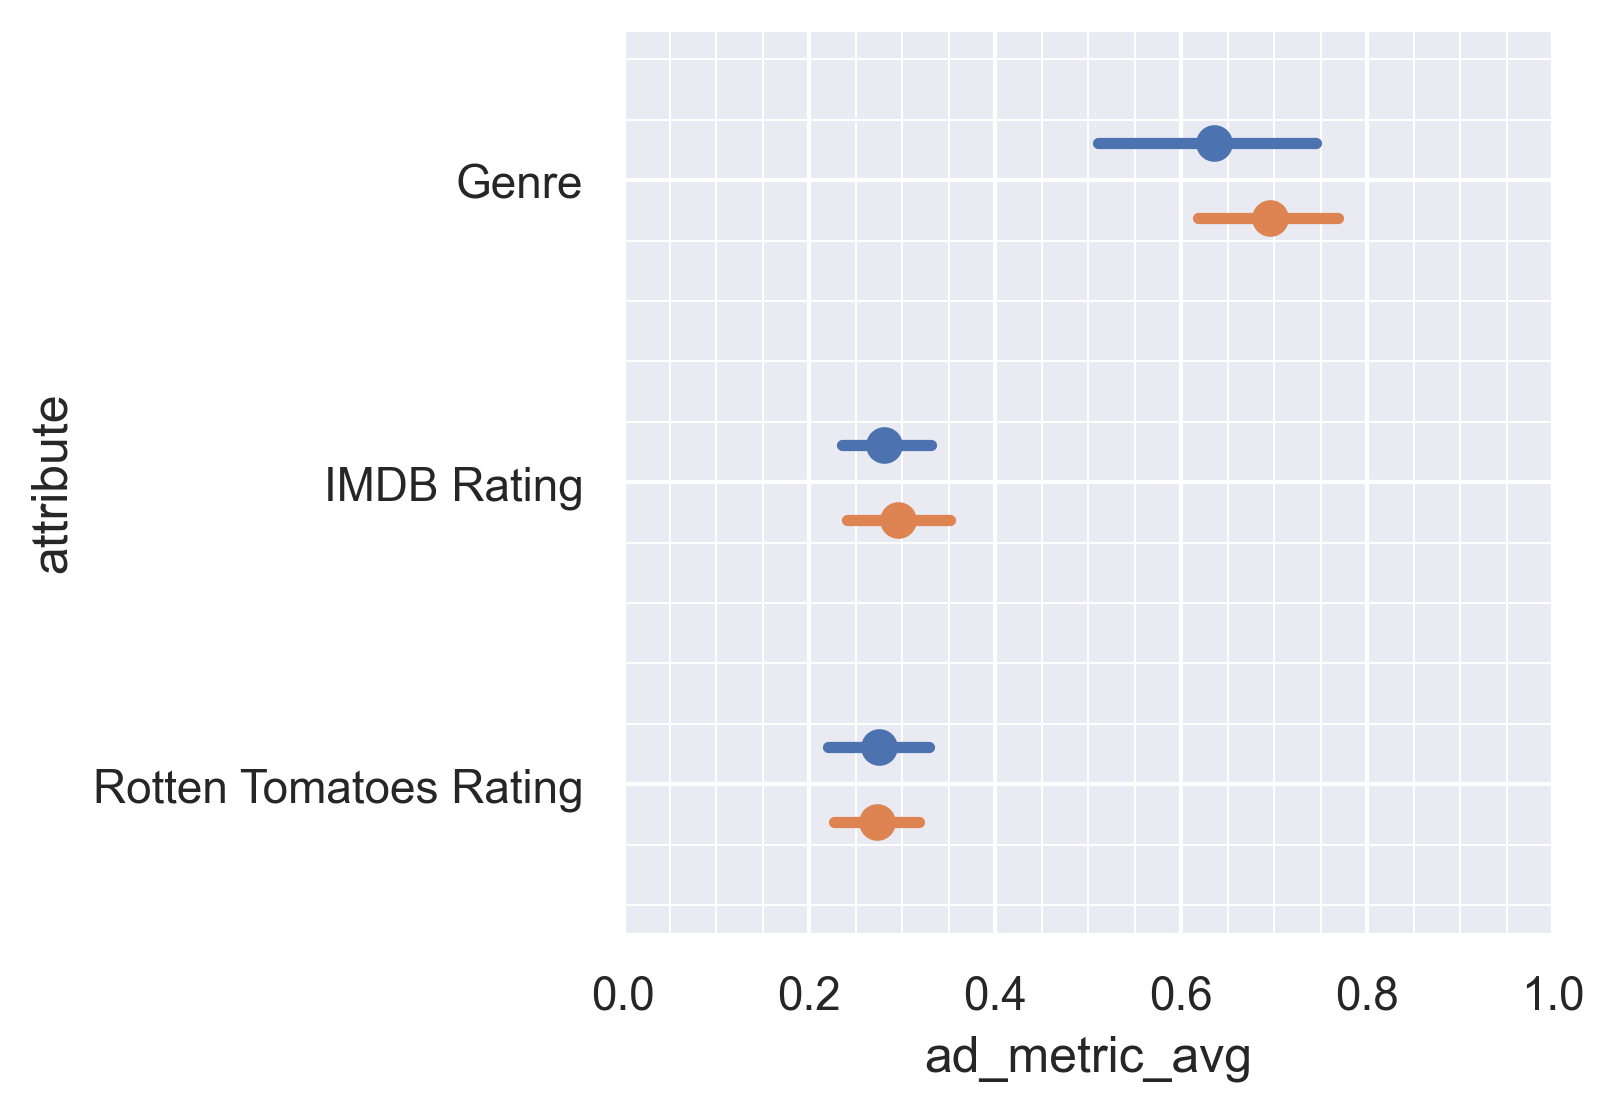 Genre
IMDB Rating
Rotten Tomatoes Rating
attribute
0.0 0.2 0.4 0.6 0.8 1.0
ad_metric_avg